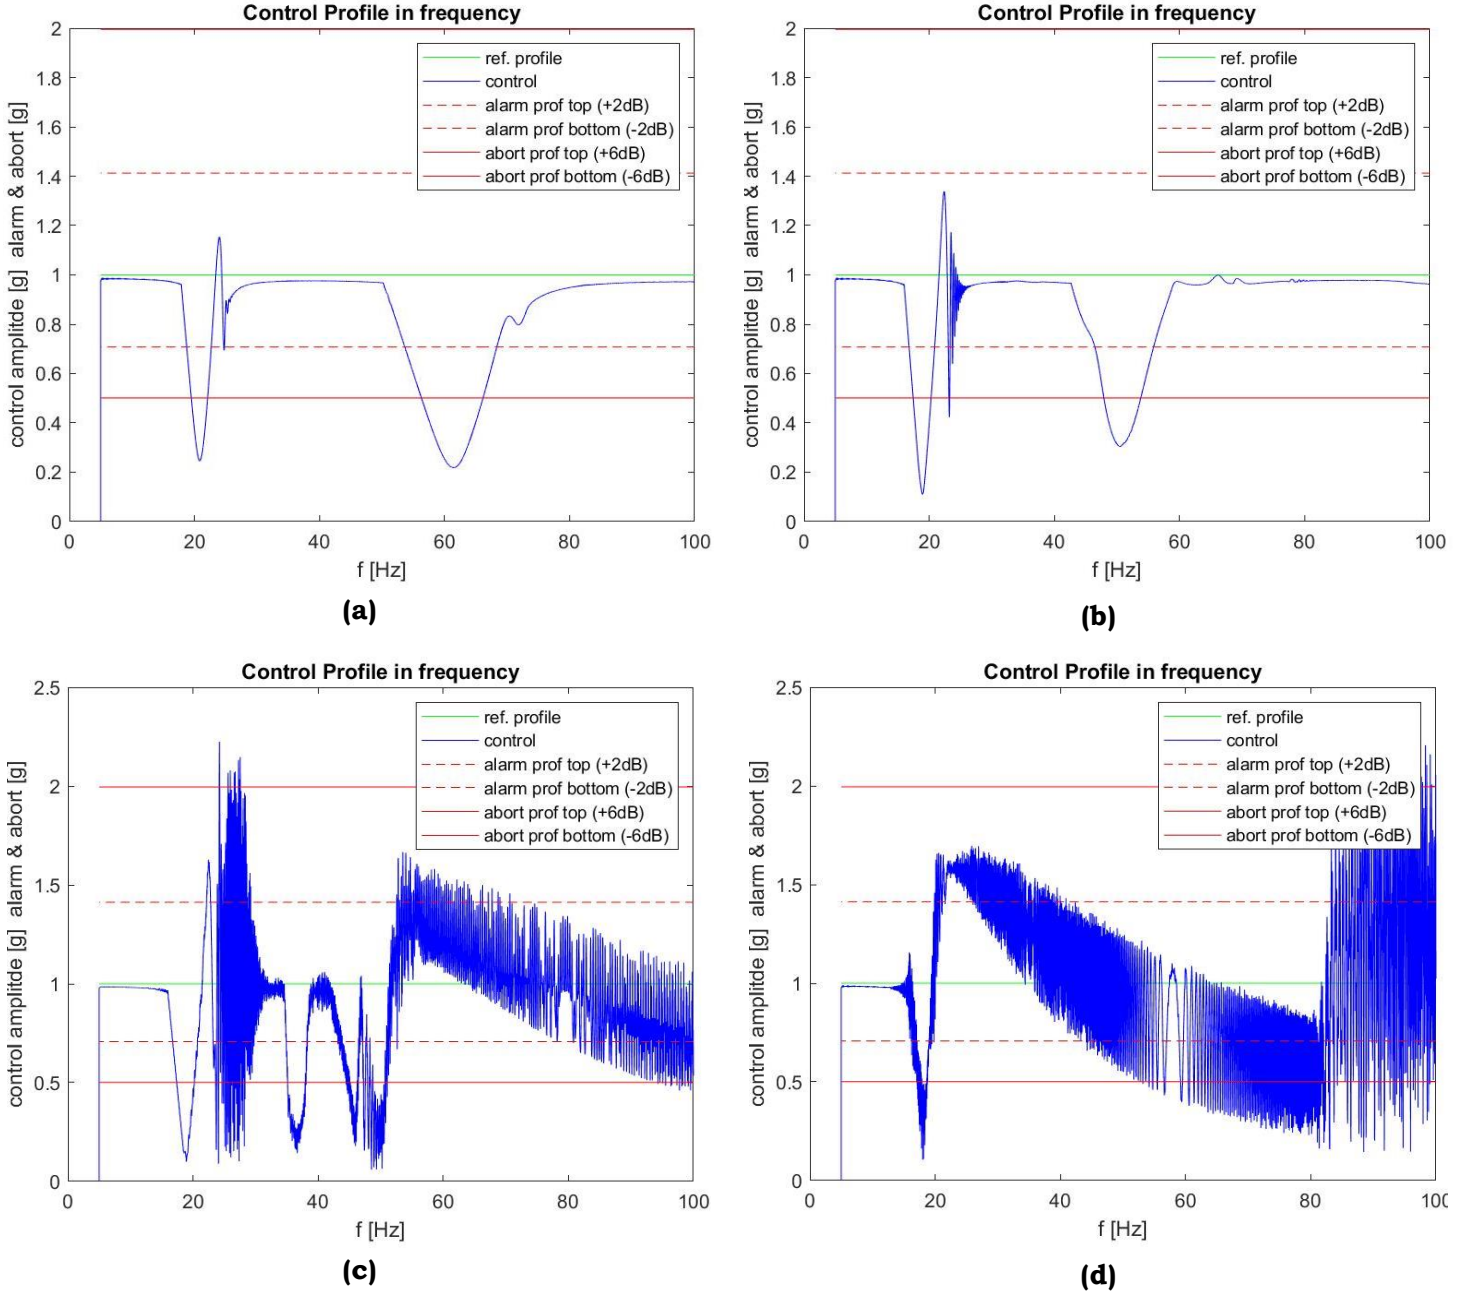 Control Profile in frequency
2
1.8
1.6
1.4
1.2
1
0.8
0.6
0.4
0.2
0
control amplitde [g] alarm & abort [g]
ref. profile
control
alarm prof top (+2dB)
alarm prof bottom (-2dB)
abort prof top (+6dB)
abort prof bottom (-6dB)
0 20 40 60 80 100
f [Hz]
(a)
Control Profile in frequency
2
1.8
1.6
1.4
1.2
1
0.8
0.6
0.4
0.2
0
control amplitde [g] alarm & abort [g]
ref. profile
control
alarm prof top (+2dB)
alarm prof bottom (-2dB)
abort prof top (+6dB)
abort prof bottom (-6dB)
0 20 40 60 80 100
f [Hz]
(b)
Control Profile in frequency
2.5
2
1.5
1
0.5
0
control amplitde [g] alarm & abort [g]
ref. profile
control
alarm prof top (+2dB)
alarm prof bottom (-2dB)
abort prof top (+6dB)
abort prof bottom (-6dB)
0 20 40 60 80 100
f [Hz]
(c)
Control Profile in frequency
2.5
2
1.5
1
0.5
0
control amplitde [g] alarm & abort [g]
ref. profile
control
alarm prof top (+2dB)
alarm prof bottom (-2dB)
abort prof top (+6dB)
abort prof bottom (-6dB)
0 20 40 60 80 100
f [Hz]
(d)